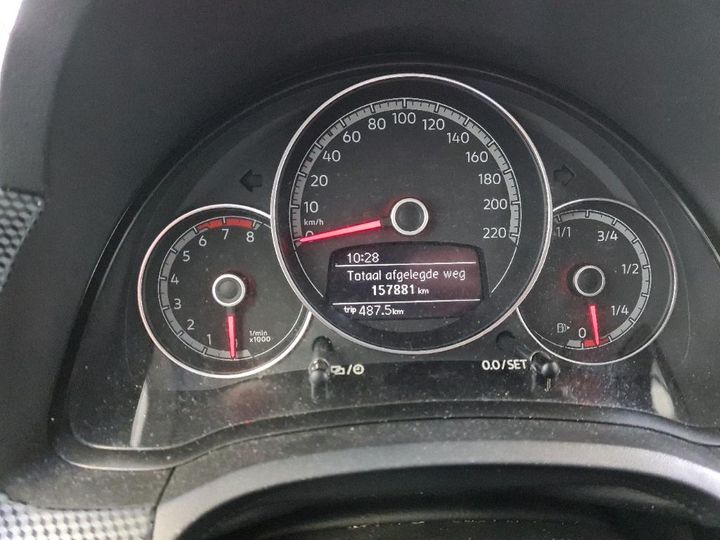 0 10 20 40 60 80 100 120 140 160 180 200 220
km/h
10:28
Totaal afgelegde weg
157881 km
trip 487.5 km
1 2 3 4 5 6 7 8
1/min
x1000
1/1 3/4 1/2 1/4 0
0.0/SET